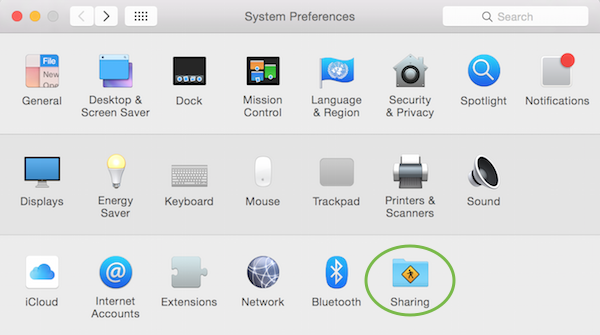 System Preferences
Search
File
New
One
General
Desktop &
Screen Saver
Dock
Mission
Control
Language
& Region
Security
& Privacy
Spotlight
Notifications
Displays
Energy
Saver
Keyboard
Mouse
Trackpad
Printers &
Scanners
Sound
iCloud
@
Internet
Accounts
Extensions
Network
Bluetooth
Sharing